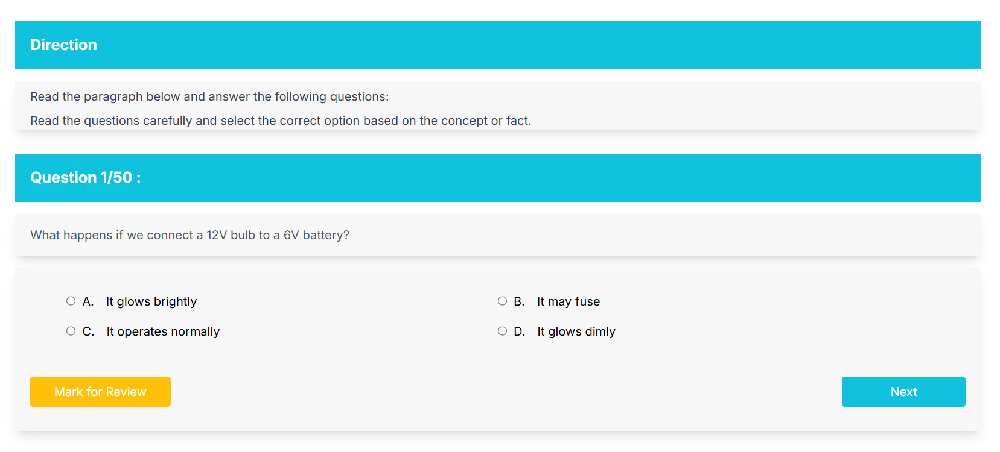 Direction
Read the paragraph below and answer the following questions:
Read the questions carefully and select the correct option based on the concept or fact.
Question 1/50 :
What happens if we connect a 12V bulb to a 6V battery?
A. It glows brightly
B. It may fuse
C. It operates normally
D. It glows dimly
Mark for Review
Next